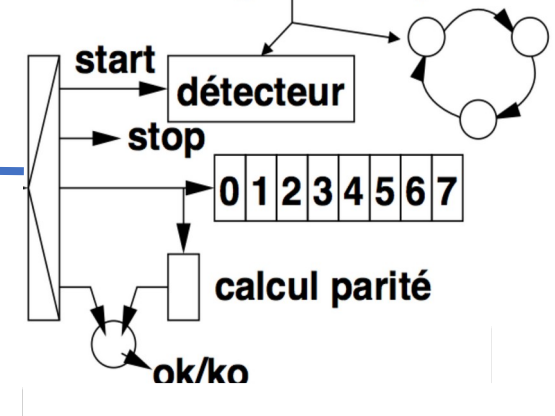 start
détecteur
stop
0 1 2 3 4 5 6 7
calcul parité
ok/ko